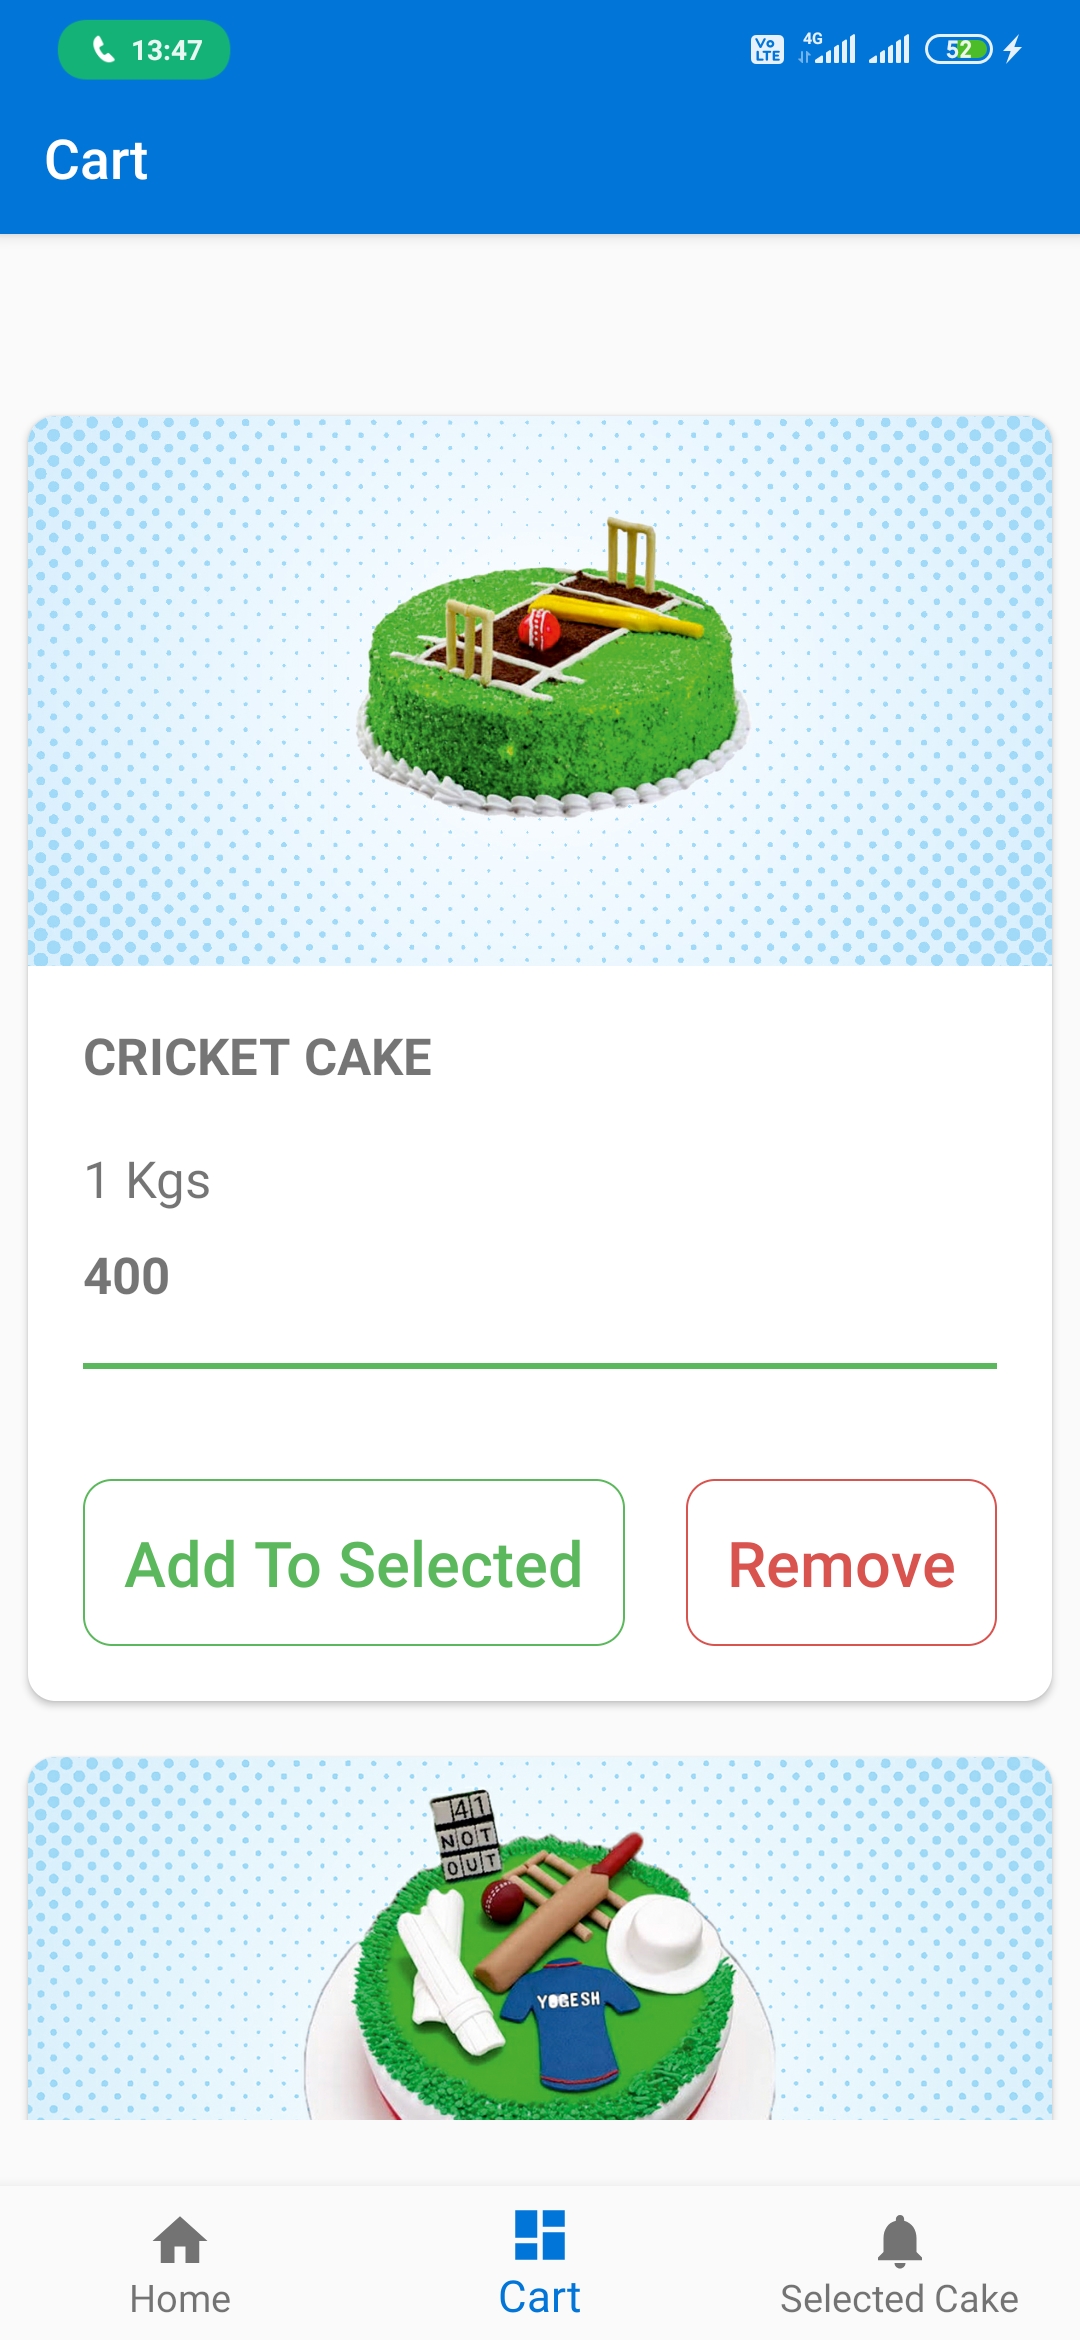 13:47
Vo LTE
4G
52
Cart
CRICKET CAKE
1 Kgs
400
Add To Selected
Remove
41
NOT
OUT
YOGESH
Home
Cart
Selected Cake